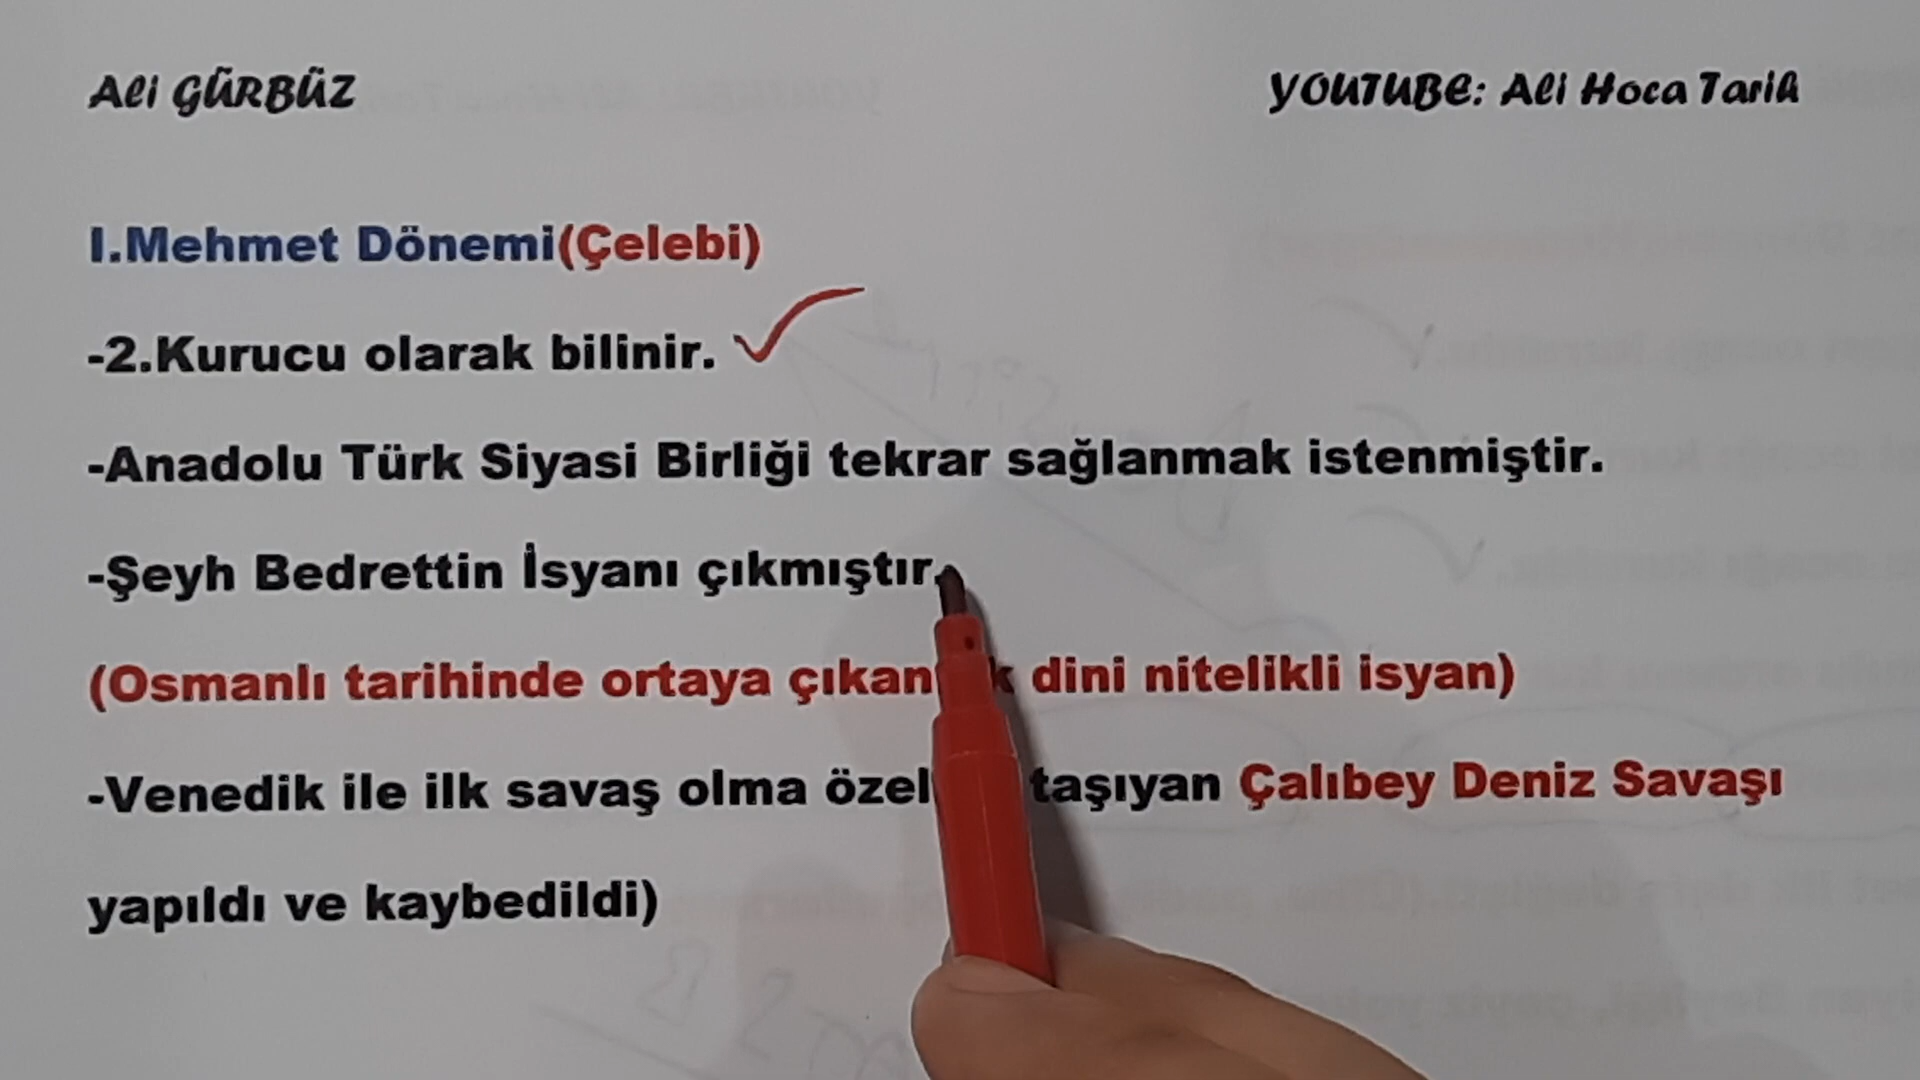 Ali GÜRBÜZ
YOUTUBE: Ali Hoca Tarih
I.Mehmet Dönemi(Çelebi)
-2.Kurucu olarak bilinir.
-Anadolu Türk Siyasi Birliği tekrar sağlanmak istenmiştir.
-Şeyh Bedrettin İsyanı çıkmıştır.
(Osmanlı tarihinde ortaya çıkan dini nitelikli isyan)
-Venedik ile ilk savaş olma taşıyan Çalıbey Deniz Savaşı
yapıldı ve kaybedildi)